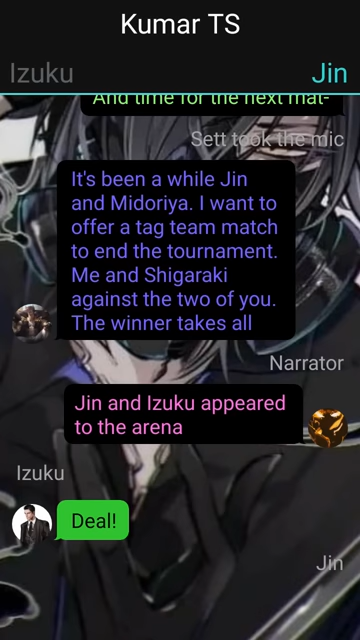 Kumar TS
Izuku
Jin
And time for the next mat-
Sett took the mic
It's been a while Jin
and Midoriya. I want to
offer a tag team match
to end the tournament.
Me and Shigaraki
against the two of you.
The winner takes all
Narrator
Jin and Izuku appeared
to the arena
Izuku
Deal!
Jin